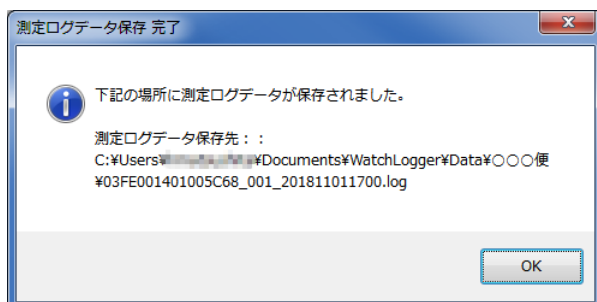 測定ログデータ保存 完了
下記の場所に測定ログデータが保存されました。
測定ログデータ保存先：：
C:¥Users¥ ¥Documents¥WatchLogger¥Data¥○○○便
¥03FE001401005C68_001_201811011700.log
OK